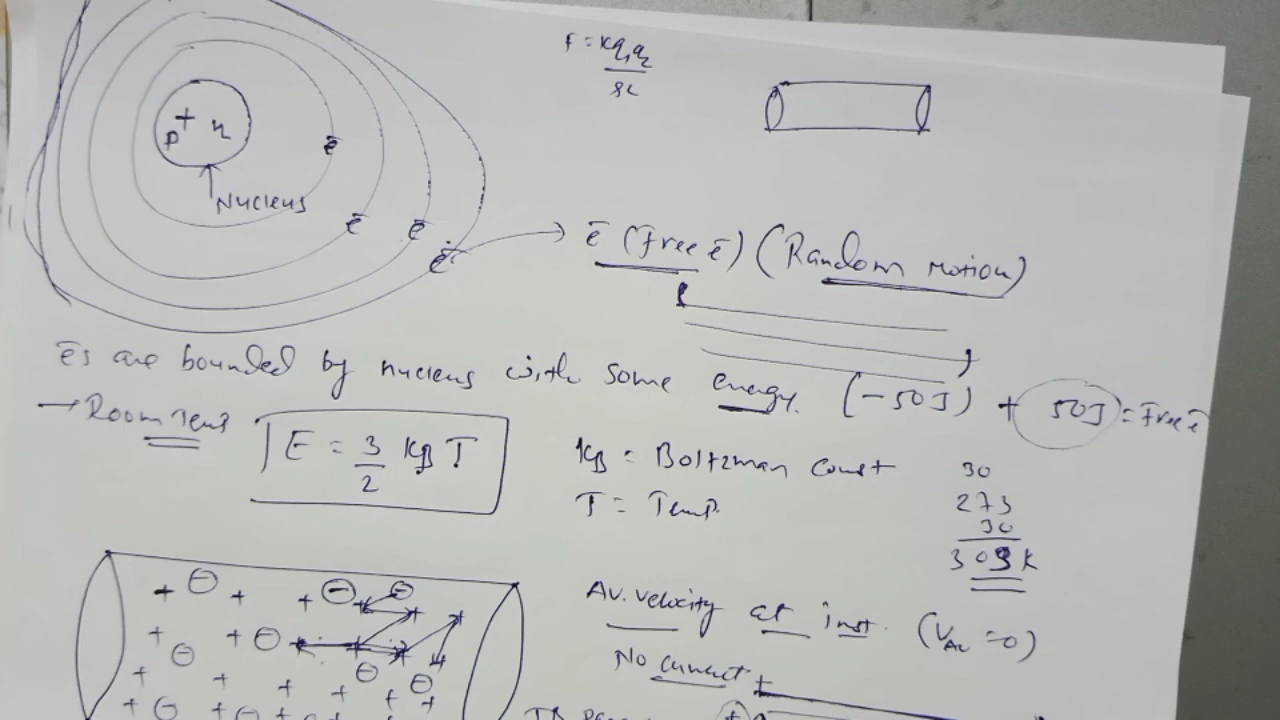 F = kq₁q₂
r²
p + n
Nucleus
ē
ē
ē
ē
ē (Free ē) (Random motion)
ēs are bounded by nucleus with some energy. (-50J) + 50J = Free ē
→ Room Tem
E = 3/2 KB T
KB = Boltzman const
T = Temp.
30
273
30
303K
Av. velocity at inst. (VAv = 0)
No current